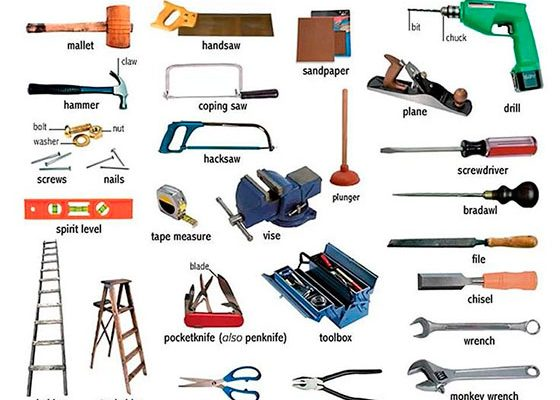 mallet
handsaw
sandpaper
bit
chuck
drill
claw
hammer
coping saw
plane
bolt
nut
washer
screws
nails
hacksaw
plunger
screwdriver
bradawl
spirit level
tape measure
vise
file
blade
pocketknife (also penknife)
toolbox
chisel
wrench
monkey wrench